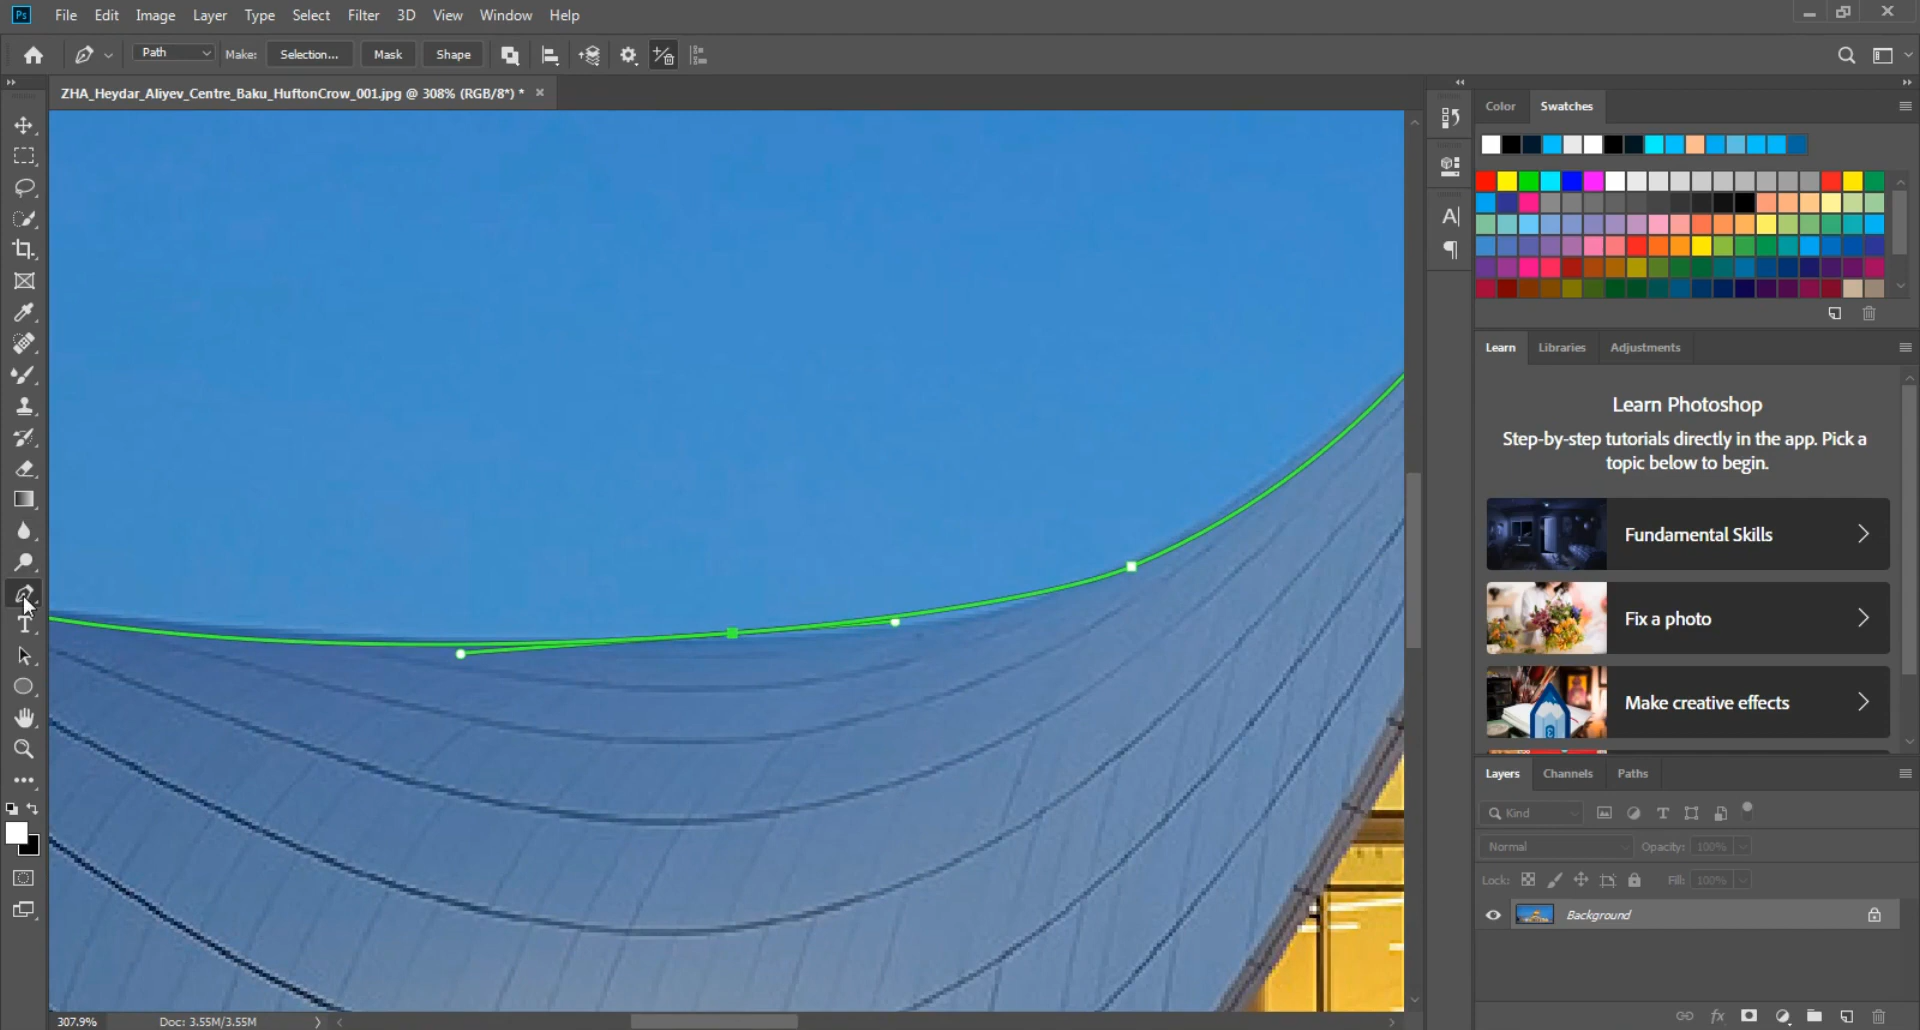 Ps File Edit Image Layer Type Select Filter 3D View Window Help
Path Make: Selection... Mask Shape
ZHA_Heydar_Aliyev_Centre_Baku_HuftonCrow_001.jpg @ 308% (RGB/8*) *
Color Swatches
Learn Libraries Adjustments
Learn Photoshop
Step-by-step tutorials directly in the app. Pick a
topic below to begin.
Fundamental Skills
Fix a photo
Make creative effects
Layers Channels Paths
Kind
Normal Opacity: 100%
Lock: Fill: 100%
Background
307.9% Doc: 3.55M/3.55M